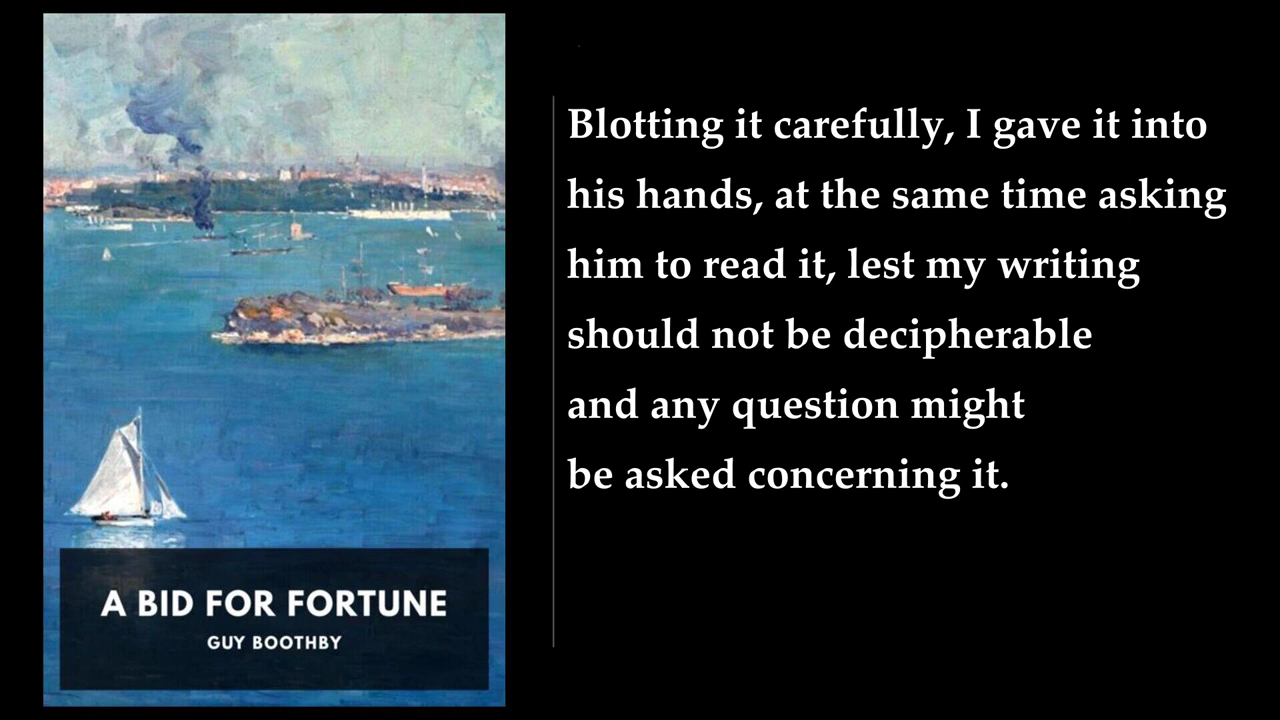 A BID FOR FORTUNE
GUY BOOTHBY
Blotting it carefully, I gave it into
his hands, at the same time asking
him to read it, lest my writing
should not be decipherable
and any question might
be asked concerning it.